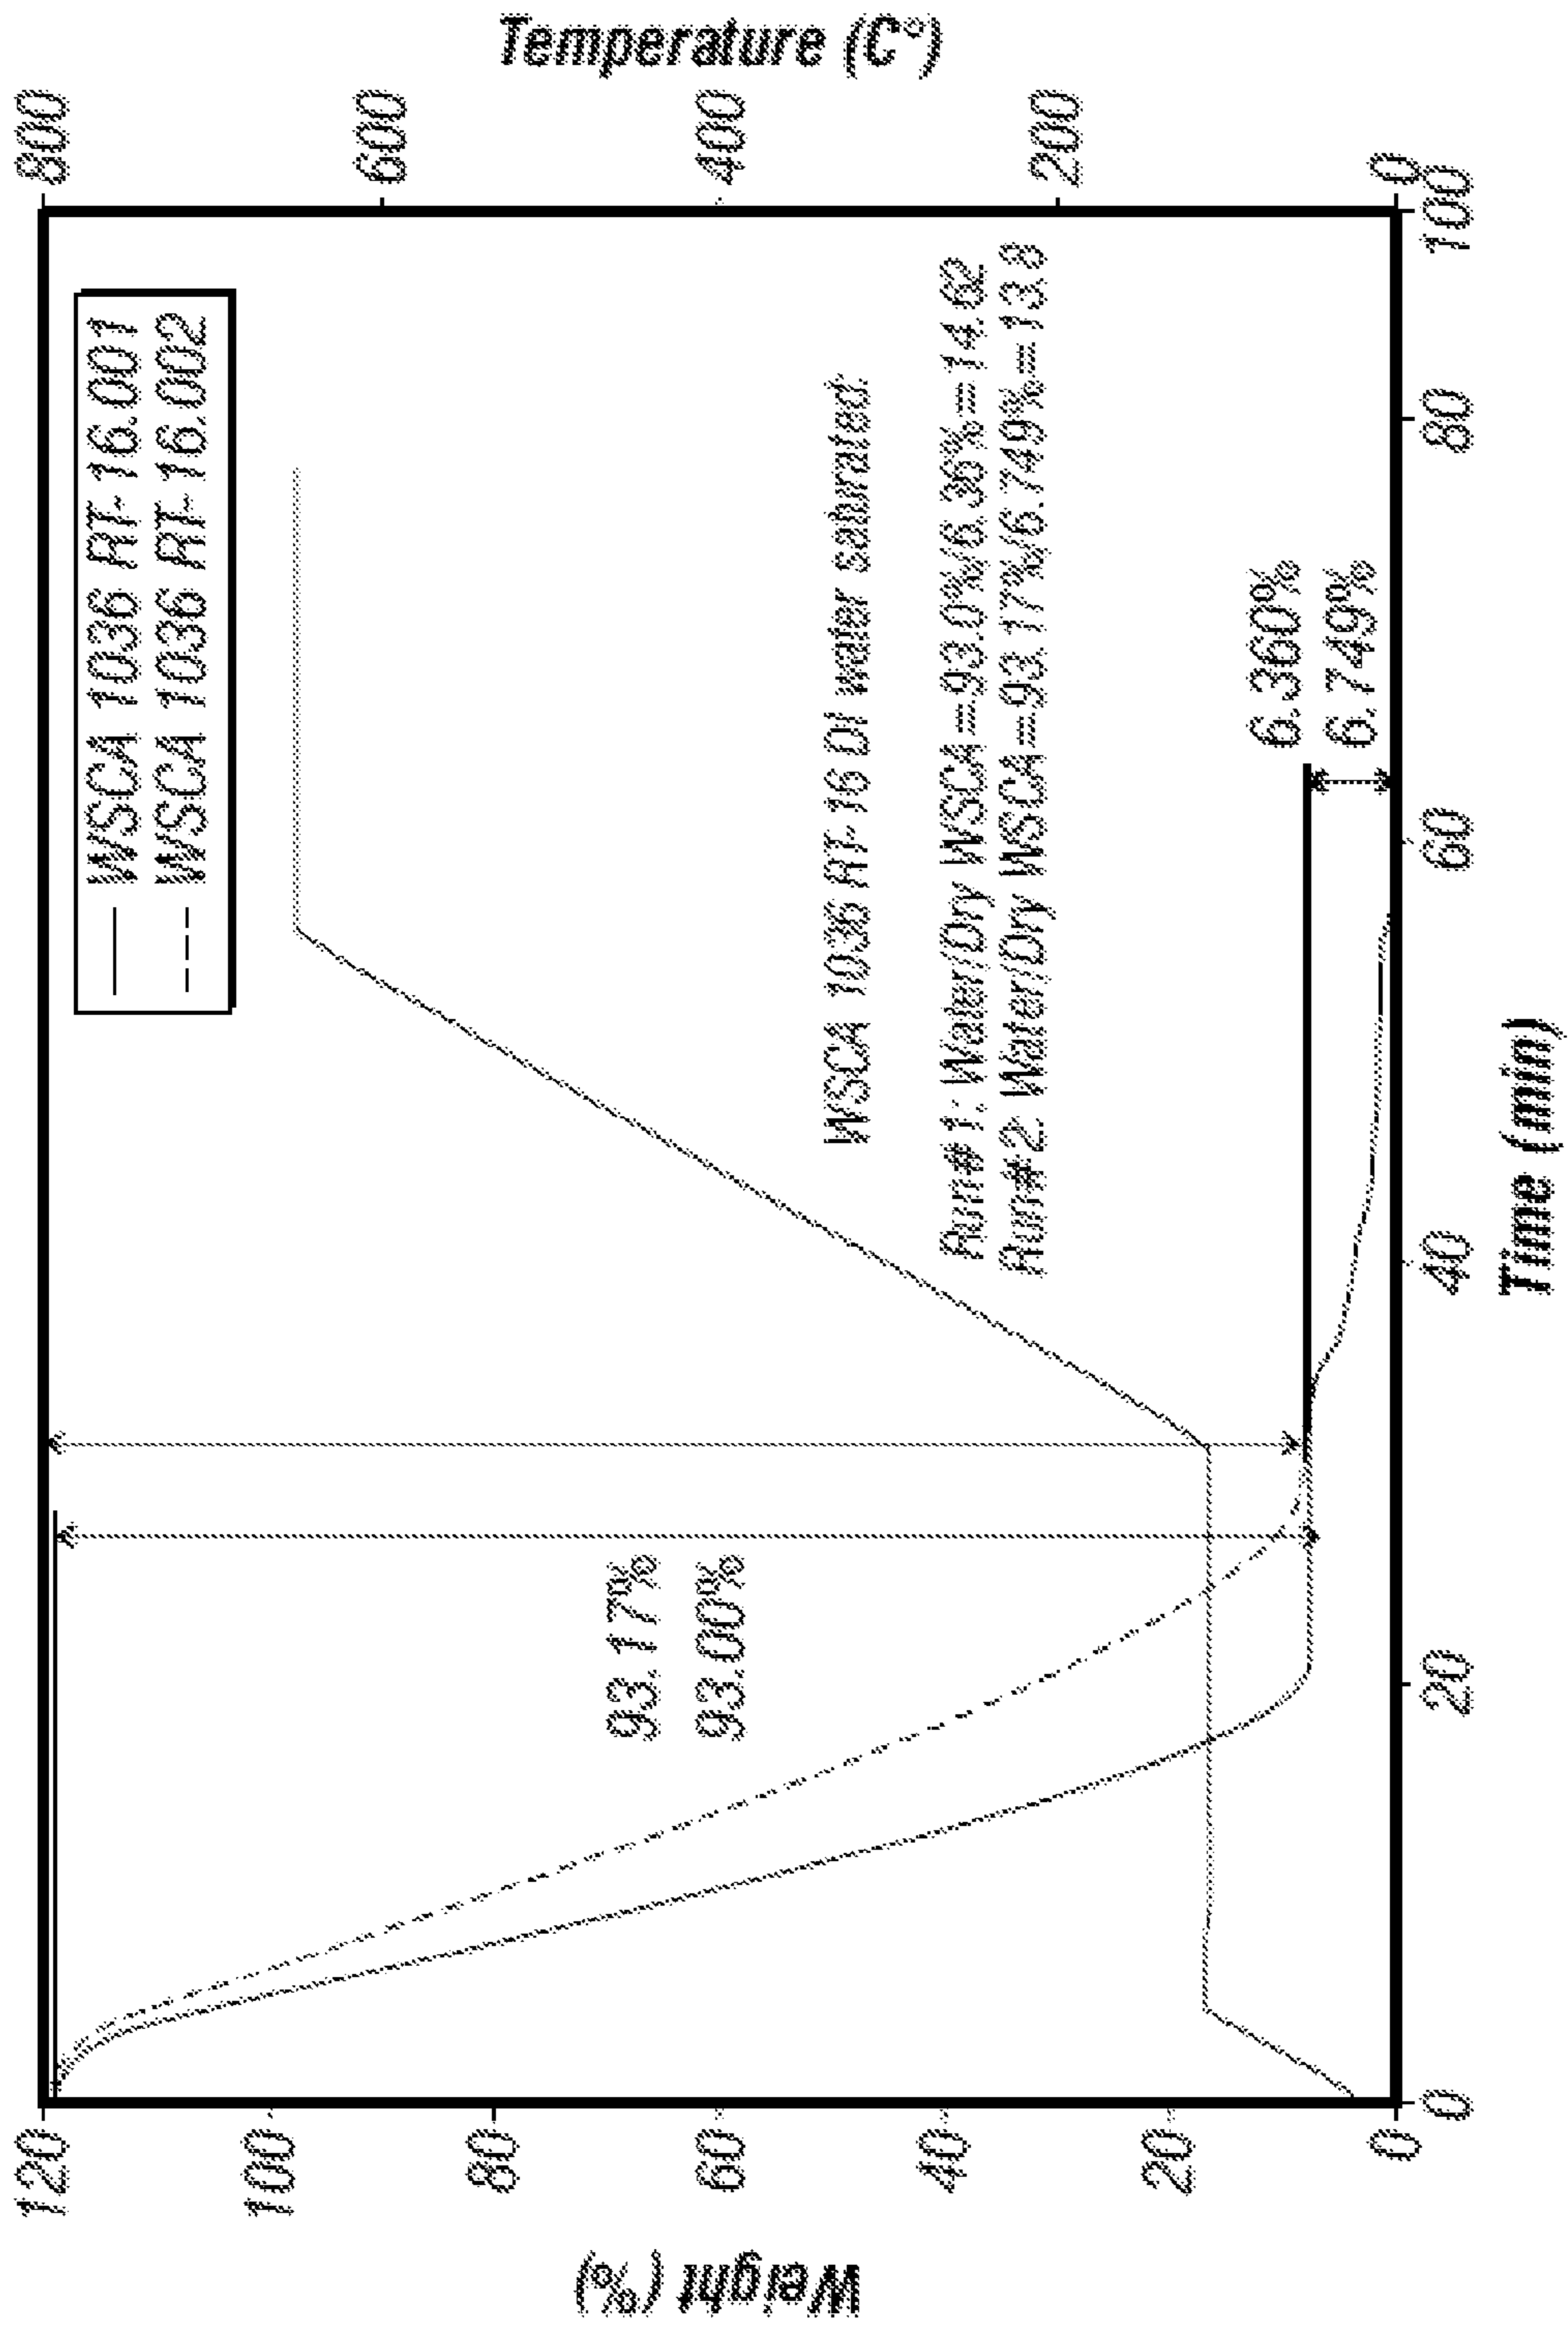 WSCA 1036 RT-16.001
WSCA 1036 RT-16.002
Weight (%)
120
100
80
60
40
20
0
Temperature (C°)
800
600
400
200
0
93.17%
93.00%
WSCA 1036 RT-16 DI water saturated:
Run#1: Water/Dry WSCA=93.0%/6.36%=14.62
Run#2: Water/Dry WSCA=93.17%/6.749%=13.8
6.360%
6.749%
0
20
40
60
80
100
Time (min)